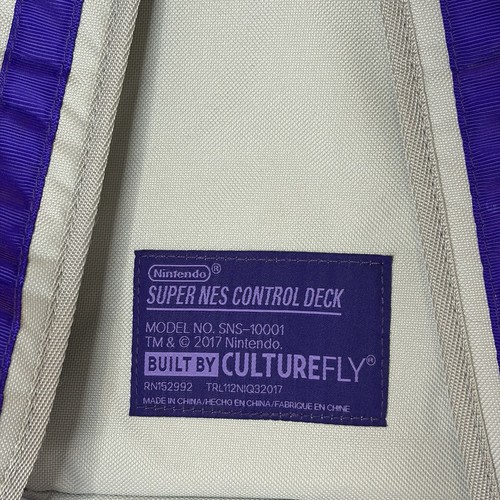 Nintendo®
SUPER NES CONTROL DECK
MODEL NO. SNS-10001
TM & © 2017 Nintendo.
BUILT BY CULTUREFLY®
RN152992 TRL112NIQ32017
MADE IN CHINA/HECHO EN CHINA/FABRIQUE EN CHINE